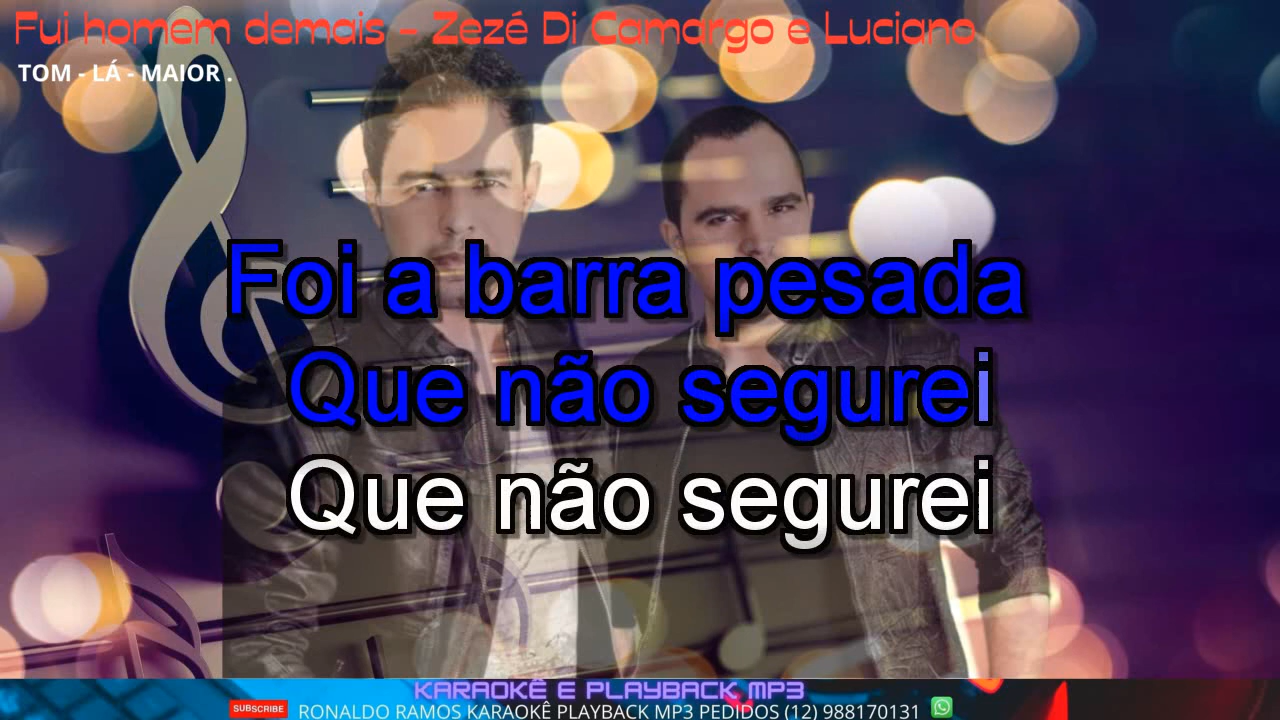 Fui homem demais - Zezé Di Camargo e Luciano
TOM - LÁ - MAIOR .
Foi a barra pesada
Que não segurei
Que não segurei
KARAOKÊ E PLAYBACK MP3
SUBSCRIBE RONALDO RAMOS KARAOKÊ PLAYBACK MP3 PEDIDOS (12) 988170131